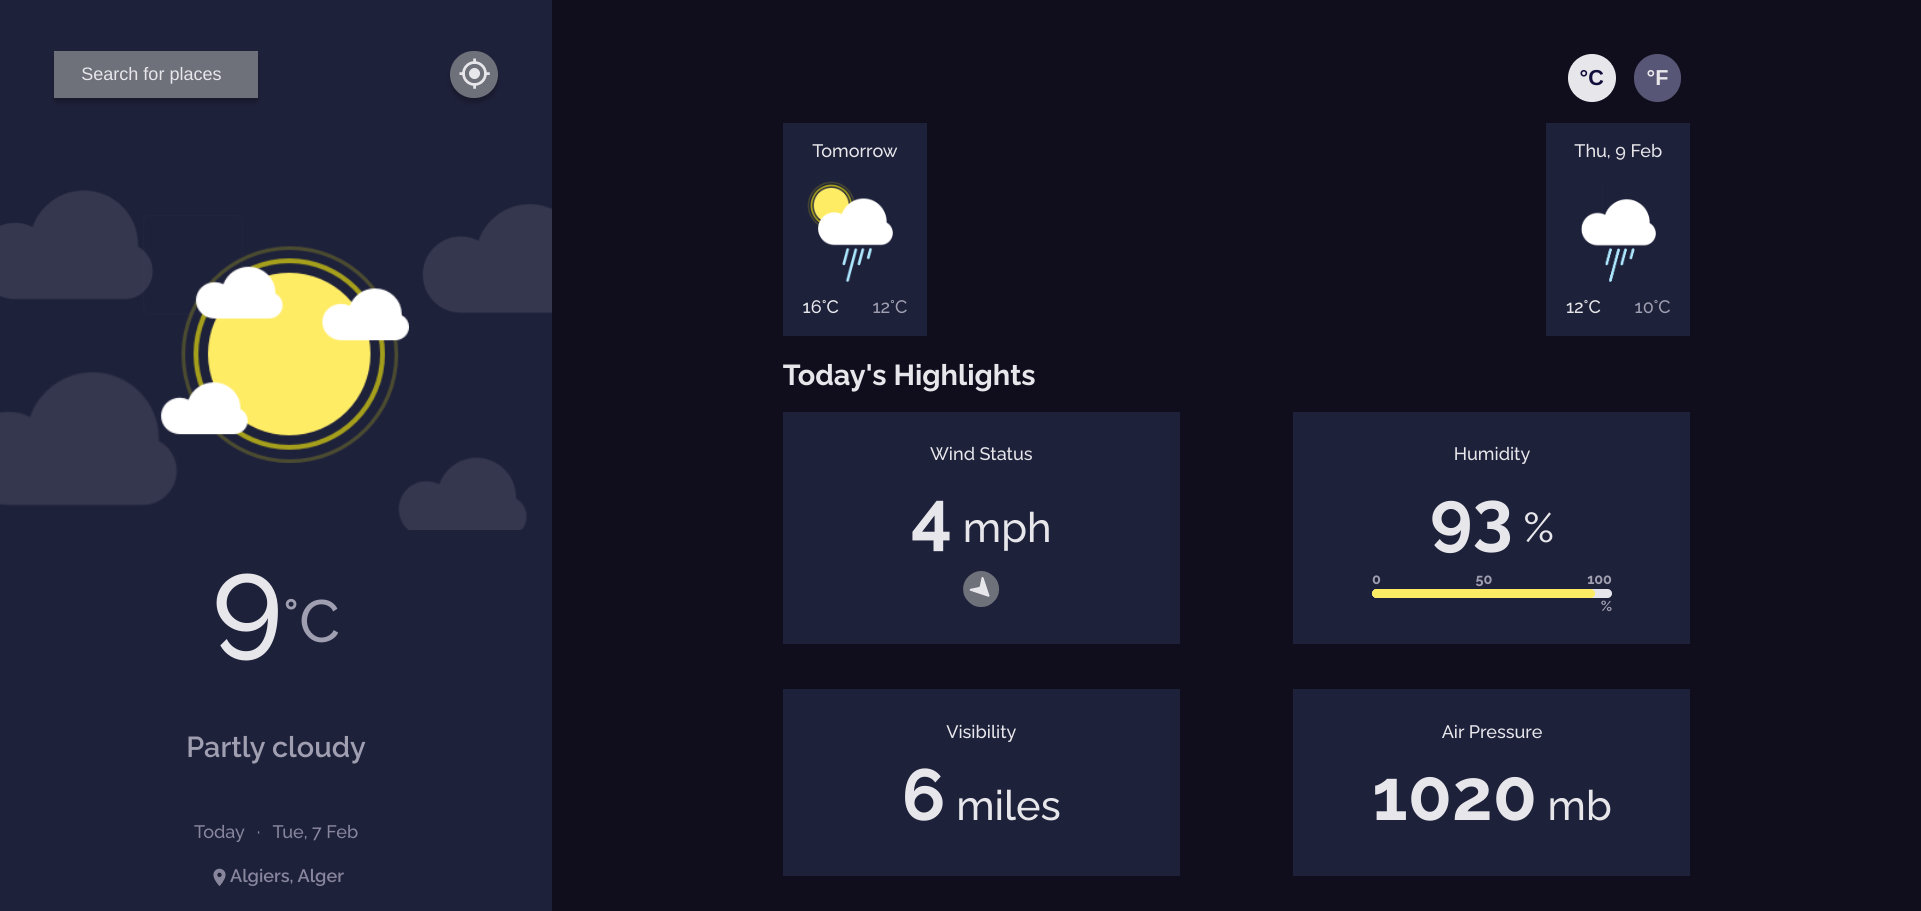 Search for places
9°C
Partly cloudy
Today · Tue, 7 Feb
Algiers, Alger
°C °F
Tomorrow
16°C 12°C
Thu, 9 Feb
12°C 10°C
Today's Highlights
Wind Status
4 mph
Humidity
93 %
0 50 100
%
Visibility
6 miles
Air Pressure
1020 mb